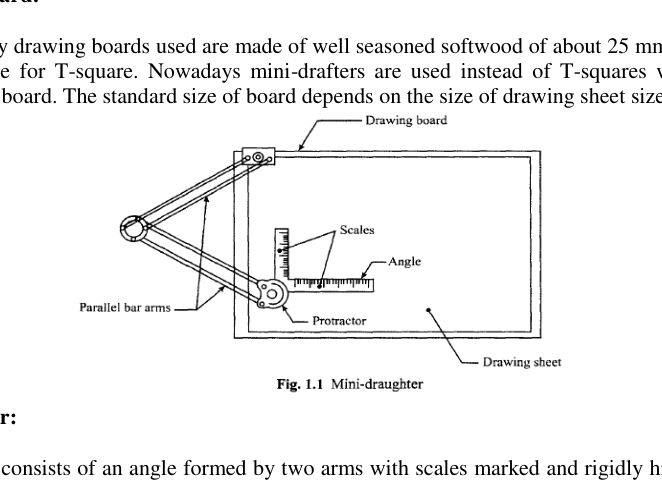 y drawing boards used are made of well seasoned softwood of about 25 mm
e for T-square. Nowadays mini-drafters are used instead of T-squares
board. The standard size of board depends on the size of drawing sheet size
Drawing board
Scales
Angle
Parallel bar arms
Protractor
Drawing sheet
Fig. 1.1 Mini-draughter
r:
consists of an angle formed by two arms with scales marked and rigidly